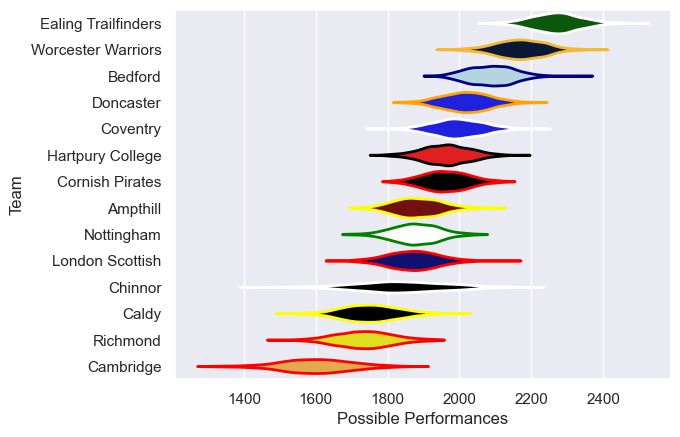 Team
Ealing Trailfinders
Worcester Warriors
Bedford
Doncaster
Coventry
Hartpury College
Cornish Pirates
Ampthill
Nottingham
London Scottish
Chinnor
Caldy
Richmond
Cambridge
1400 1600 1800 2000 2200 2400
Possible Performances